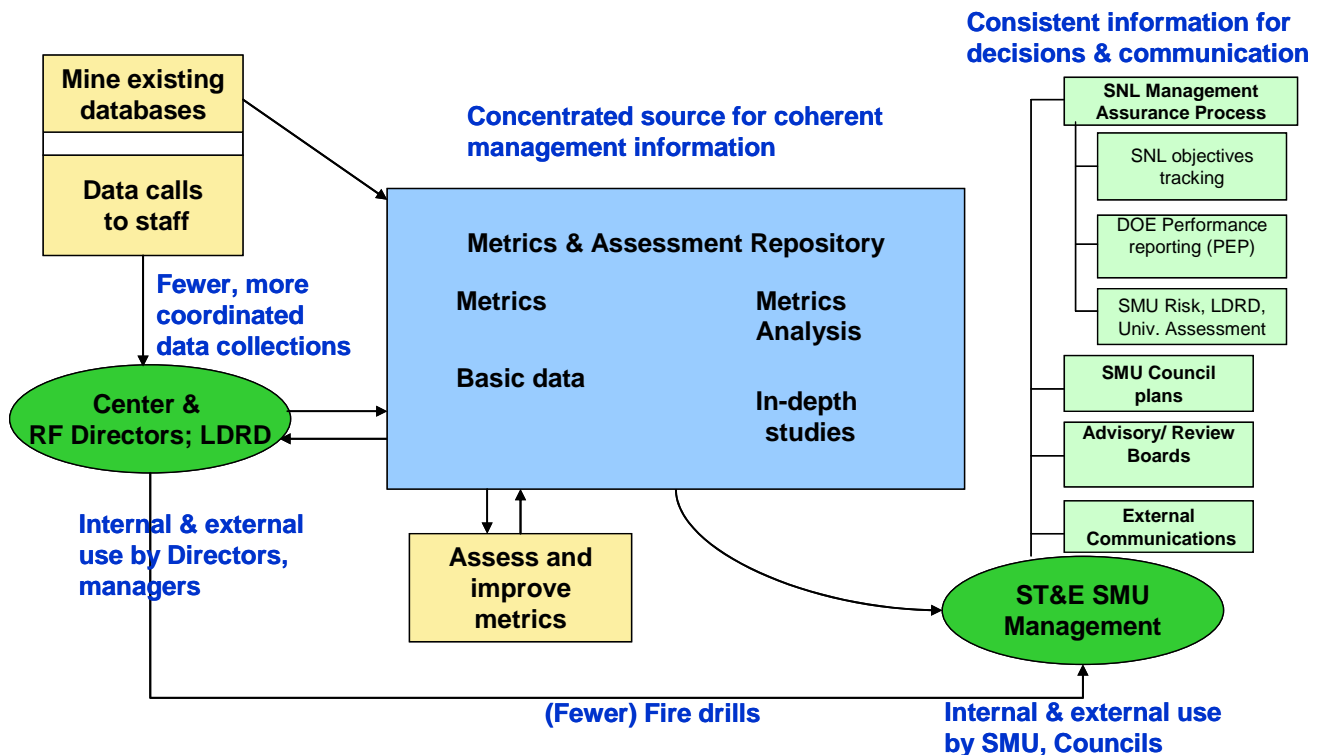 Mine existing
databases
Data calls
to staff
Fewer, more
coordinated
data collections
Center &
RF Directors; LDRD
Internal & external
use by Directors,
managers
Concentrated source for coherent
management information
Metrics & Assessment Repository
Metrics
Metrics
Analysis
Basic data
In-depth
studies
Assess and
improve
metrics
(Fewer) Fire drills
Consistent information for
decisions & communication
SNL Management
Assurance Process
SNL objectives
tracking
DOE Performance
reporting (PEP)
SMU Risk, LDRD,
Univ. Assessment
SMU Council
plans
Advisory/ Review
Boards
External
Communications
ST&E SMU
Management
Internal & external use
by SMU, Councils